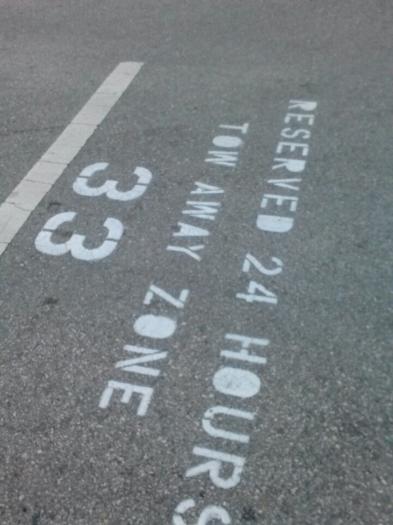 RESERVED 24 HOURS
TOW AWAY ZONE
33